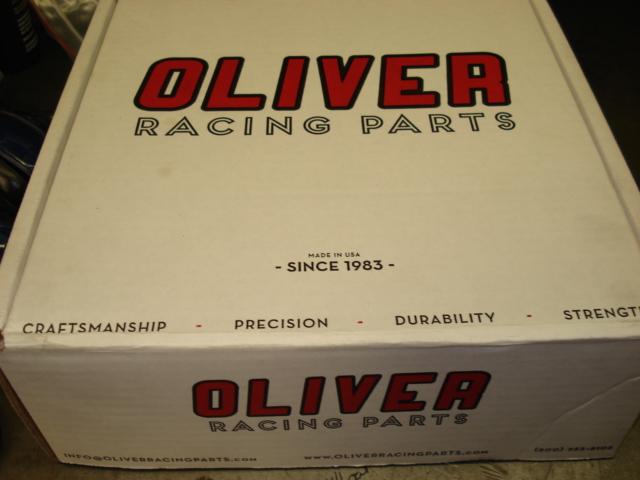 OLIVER
RACING PARTS
MADE IN USA
- SINCE 1983 -
CRAFTSMANSHIP - PRECISION - DURABILITY - STRENGTH
OLIVER
RACING PARTS
INFO@OLIVERRACINGPARTS.COM WWW.OLIVERRACINGPARTS.COM